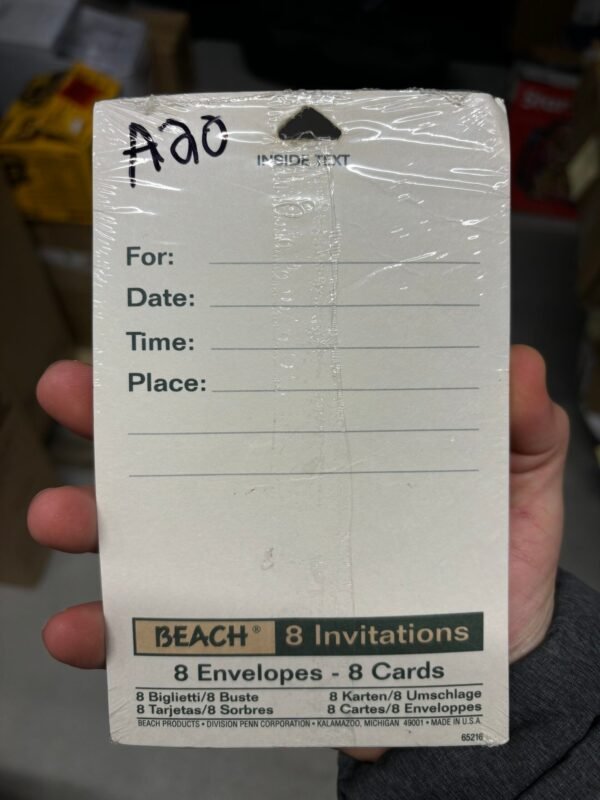 A20
INSIDE TEXT
For:
Date:
Time:
Place:
BEACH® 8 Invitations
8 Envelopes - 8 Cards
8 Biglietti/8 Buste 8 Karten/8 Umschlage
8 Tarjetas/8 Sorbres 8 Cartes/8 Enveloppes
BEACH PRODUCTS • DIVISION PENN CORPORATION • KALAMAZOO, MICHIGAN 49001 • MADE IN U.S.A.
65216